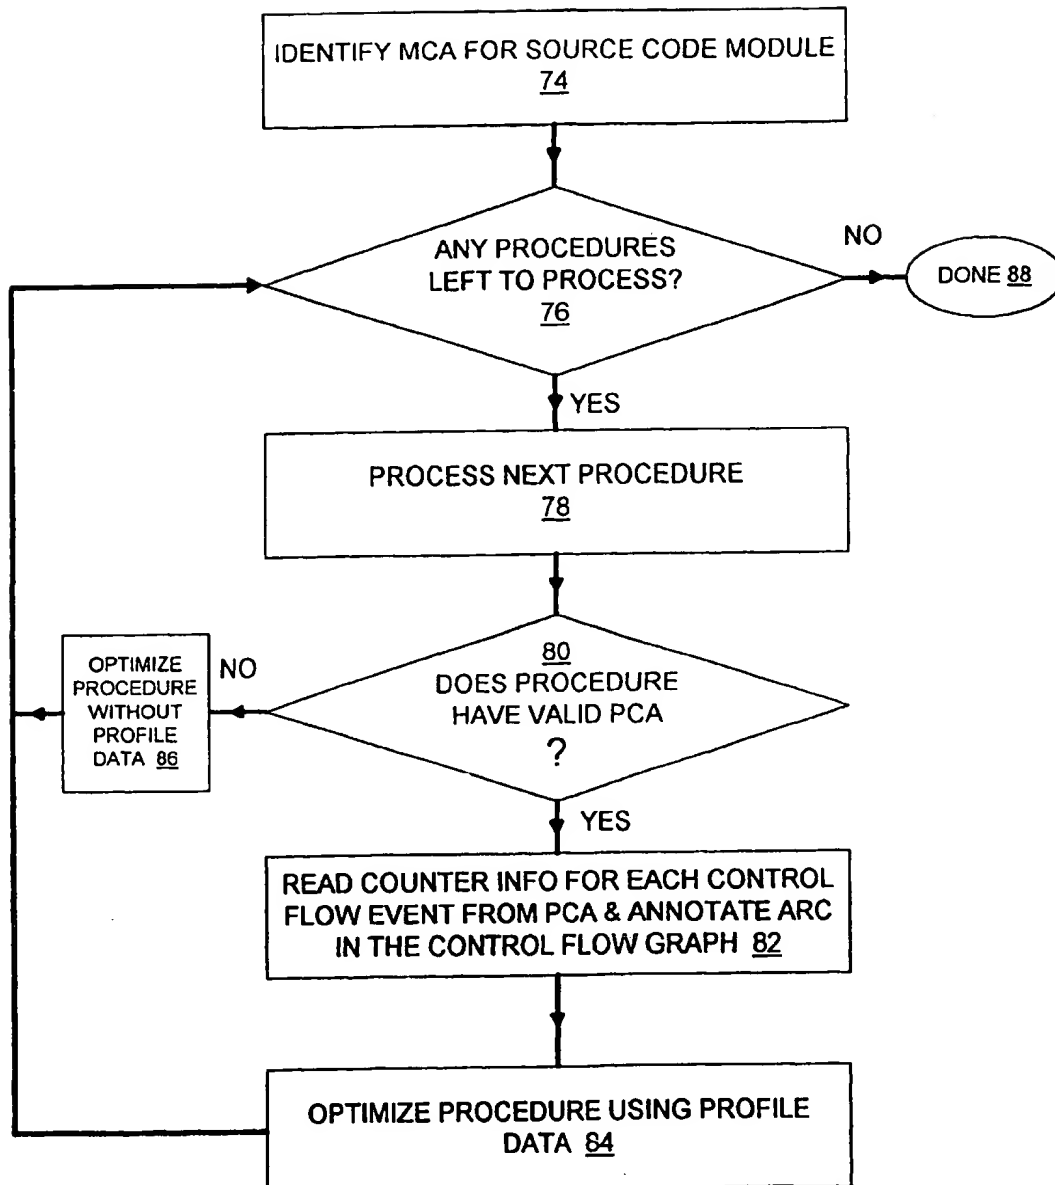 IDENTIFY MCA FOR SOURCE CODE MODULE
74
ANY PROCEDURES
LEFT TO PROCESS?
76
NO
DONE 88
YES
PROCESS NEXT PROCEDURE
78
80
DOES PROCEDURE
HAVE VALID PCA
?
NO
OPTIMIZE
PROCEDURE
WITHOUT
PROFILE
DATA 86
YES
READ COUNTER INFO FOR EACH CONTROL
FLOW EVENT FROM PCA & ANNOTATE ARC
IN THE CONTROL FLOW GRAPH 82
OPTIMIZE PROCEDURE USING PROFILE
DATA 84